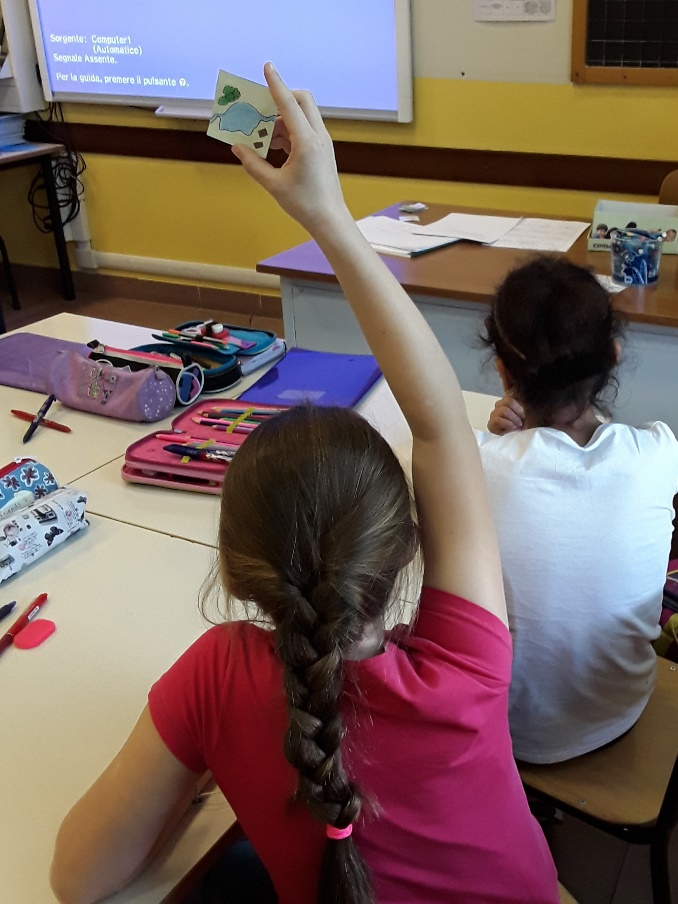 Sorgente: Computer1
(Automatico)
Segnale Assente.
Per la guida, premere il pulsante ?.